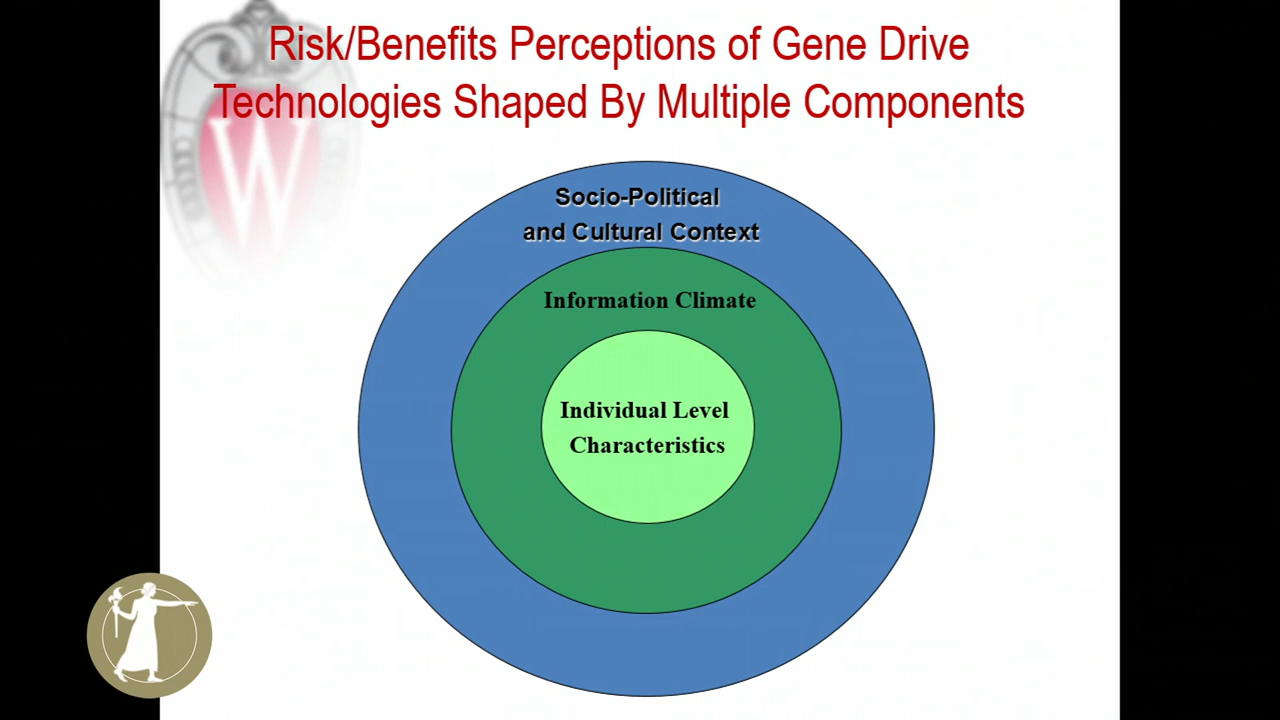 Risk/Benefits Perceptions of Gene Drive
Technologies Shaped By Multiple Components
W
Socio-Political
and Cultural Context
Information Climate
Individual Level
Characteristics